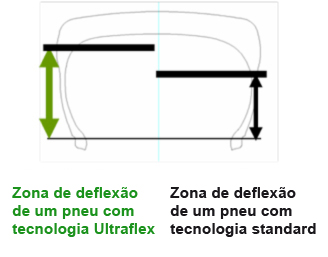 Zona de deflexão
de um pneu com
tecnologia Ultraflex
Zona de deflexão
de um pneu com
tecnologia standard